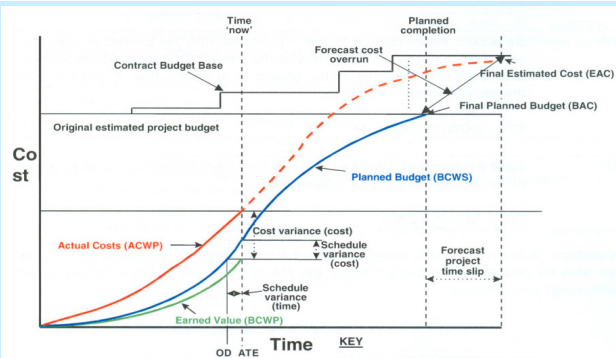 Time
'now'
Planned
completion
Forecast cost
overrun
Contract Budget Base
Final Estimated Cost (EAC)
Final Planned Budget (BAC)
Original estimated project budget
Co
st
Planned Budget (BCWS)
Cost variance (cost)
Actual Costs (ACWP)
Schedule
variance
(cost)
Forecast
project
time slip
Schedule
variance
(time)
Earned Value (BCWP)
Time
KEY
OD ATE